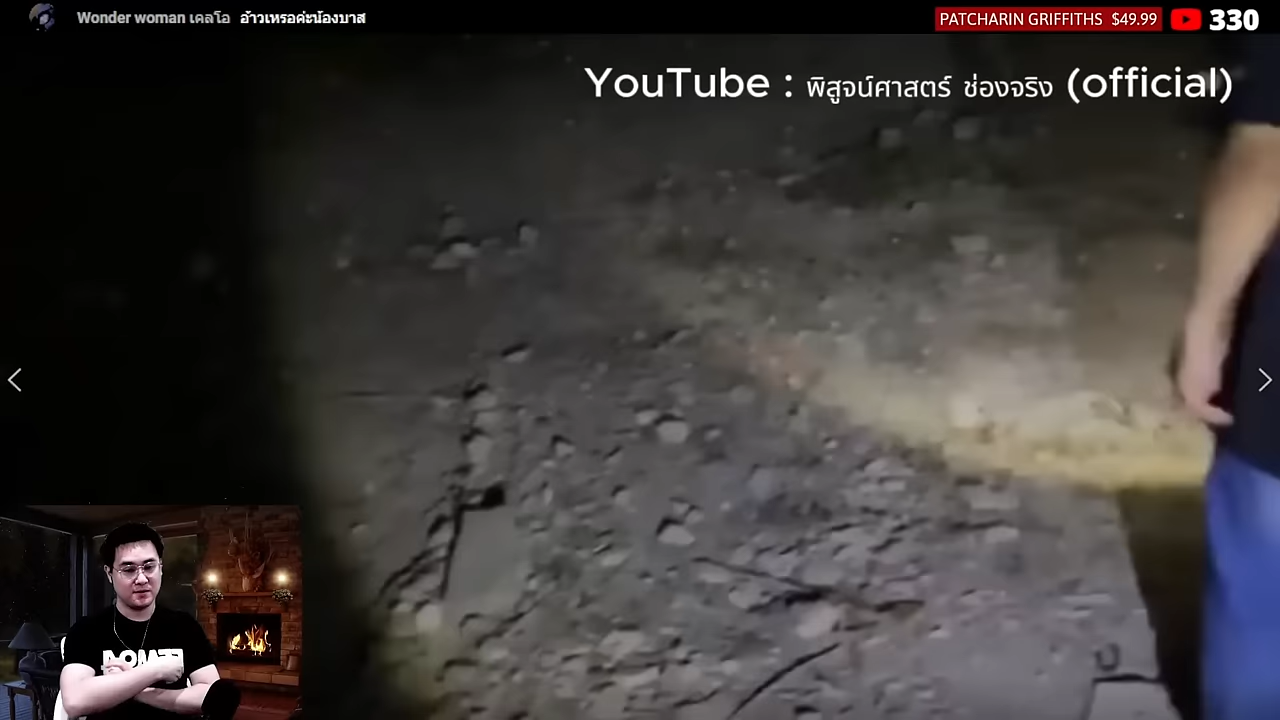 Wonder woman เคลโอ อ้าวเหรอค่ะน้องบาส
PATCHARIN GRIFFITHS $49.99
330
YouTube : พิสูจน์ศาสตร์ ช่องจริง (official)